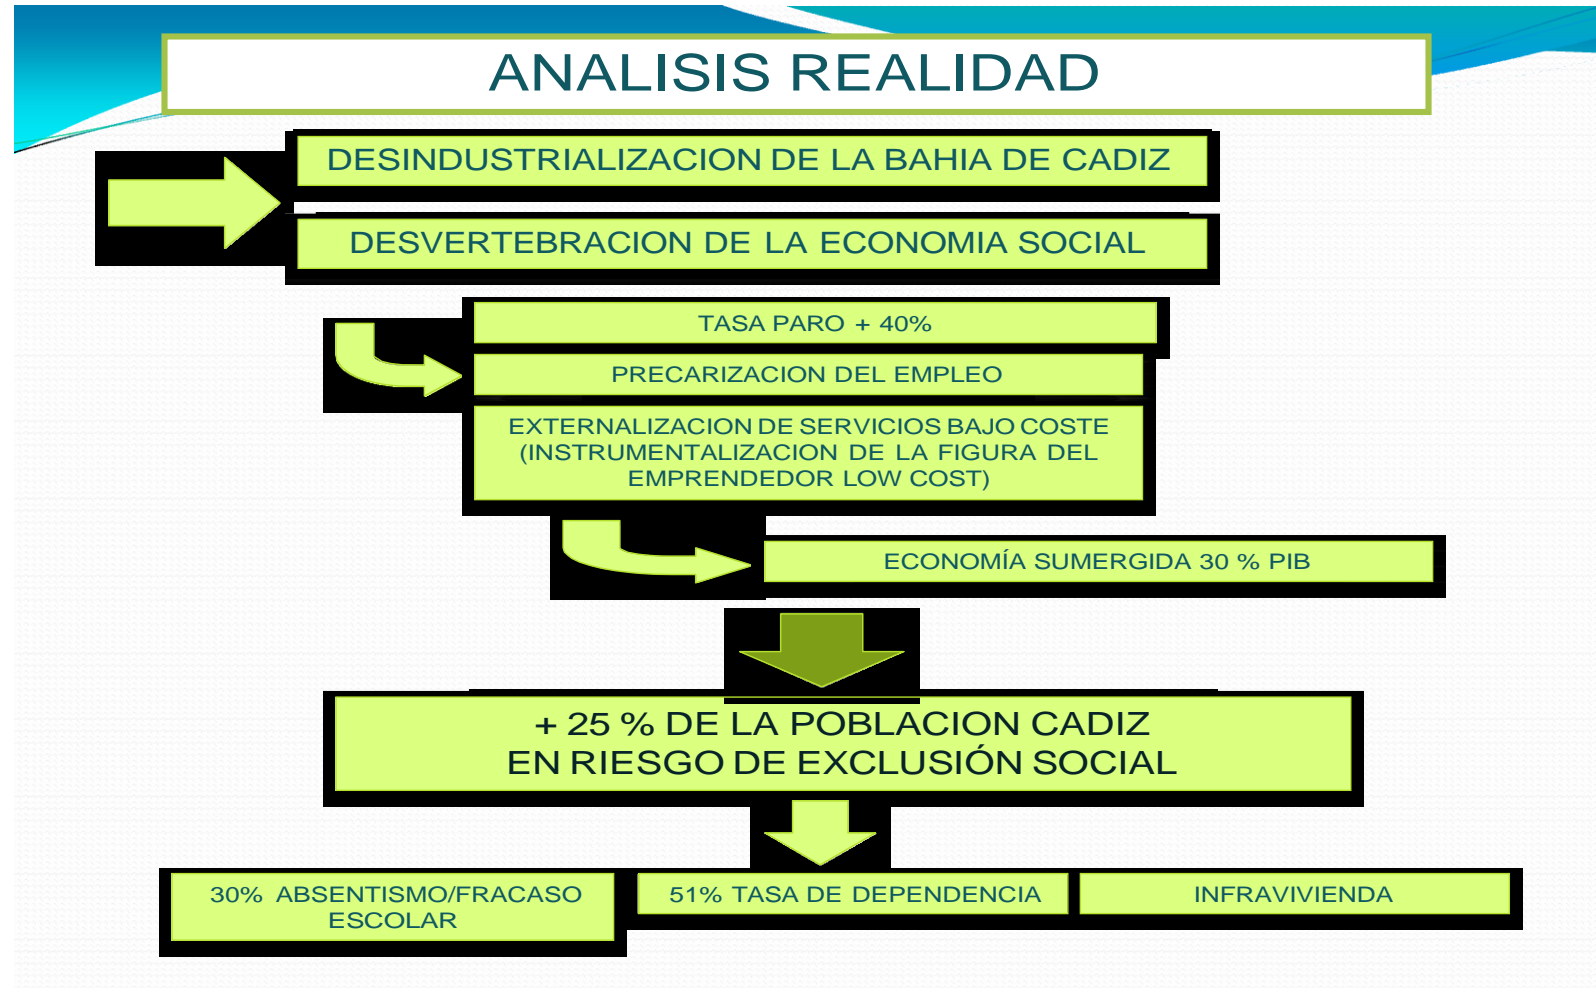 ANALISIS REALIDAD
DESINDUSTRIALIZACION DE LA BAHIA DE CADIZ
DESVERTEBRACION DE LA ECONOMIA SOCIAL
TASA PARO + 40%
PRECARIZACION DEL EMPLEO
EXTERNALIZACION DE SERVICIOS BAJO COSTE
(INSTRUMENTALIZACION DE LA FIGURA DEL
EMPRENDEDOR LOW COST)
ECONOMÍA SUMERGIDA 30 % PIB
+ 25 % DE LA POBLACION CADIZ
EN RIESGO DE EXCLUSIÓN SOCIAL
30% ABSENTISMO/FRACASO
ESCOLAR
51% TASA DE DEPENDENCIA
INFRAVIVIENDA